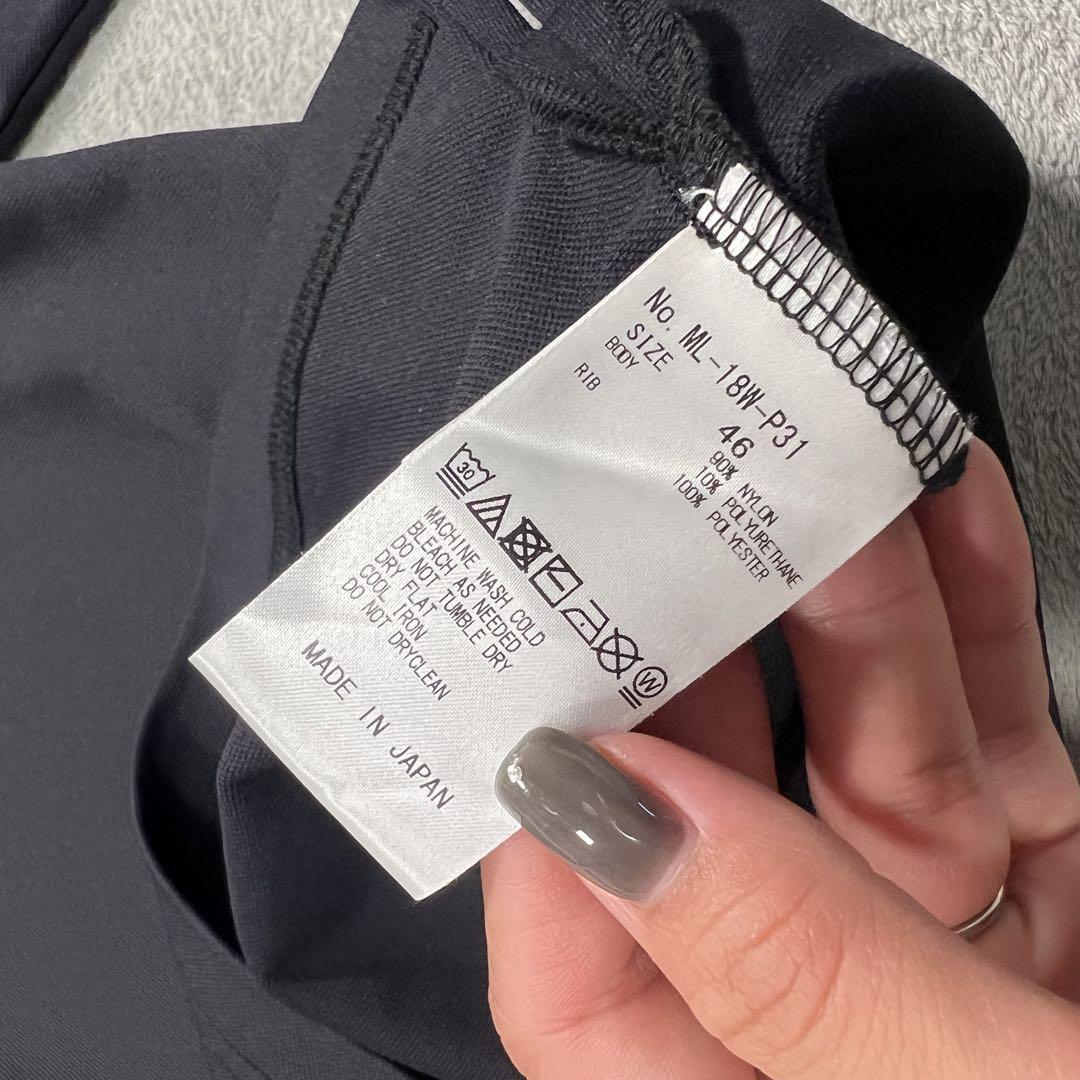 No. ML-18W-P31
SIZE 46
BODY 90% NYLON
10% POLYURETHANE
RIB 100% POLYESTER
30
W
MACHINE WASH COLD
BLEACH AS NEEDED
DO NOT TUMBLE DRY
DRY FLAT
COOL IRON
DO NOT DRYCLEAN
MADE IN JAPAN